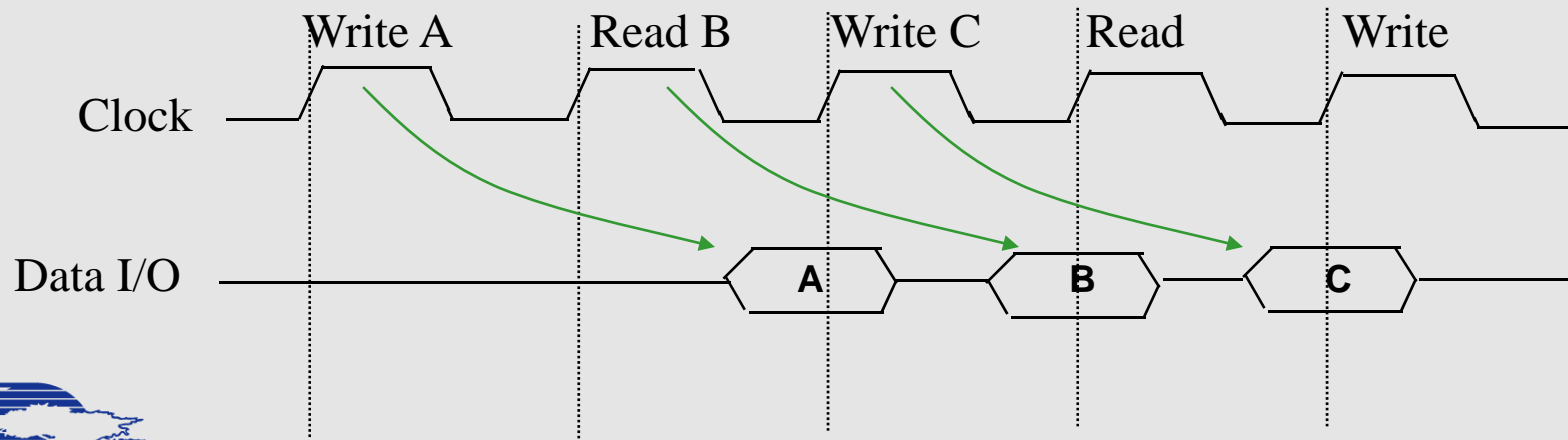 Write A Read B Write C Read Write
Clock
Data I/O A B C